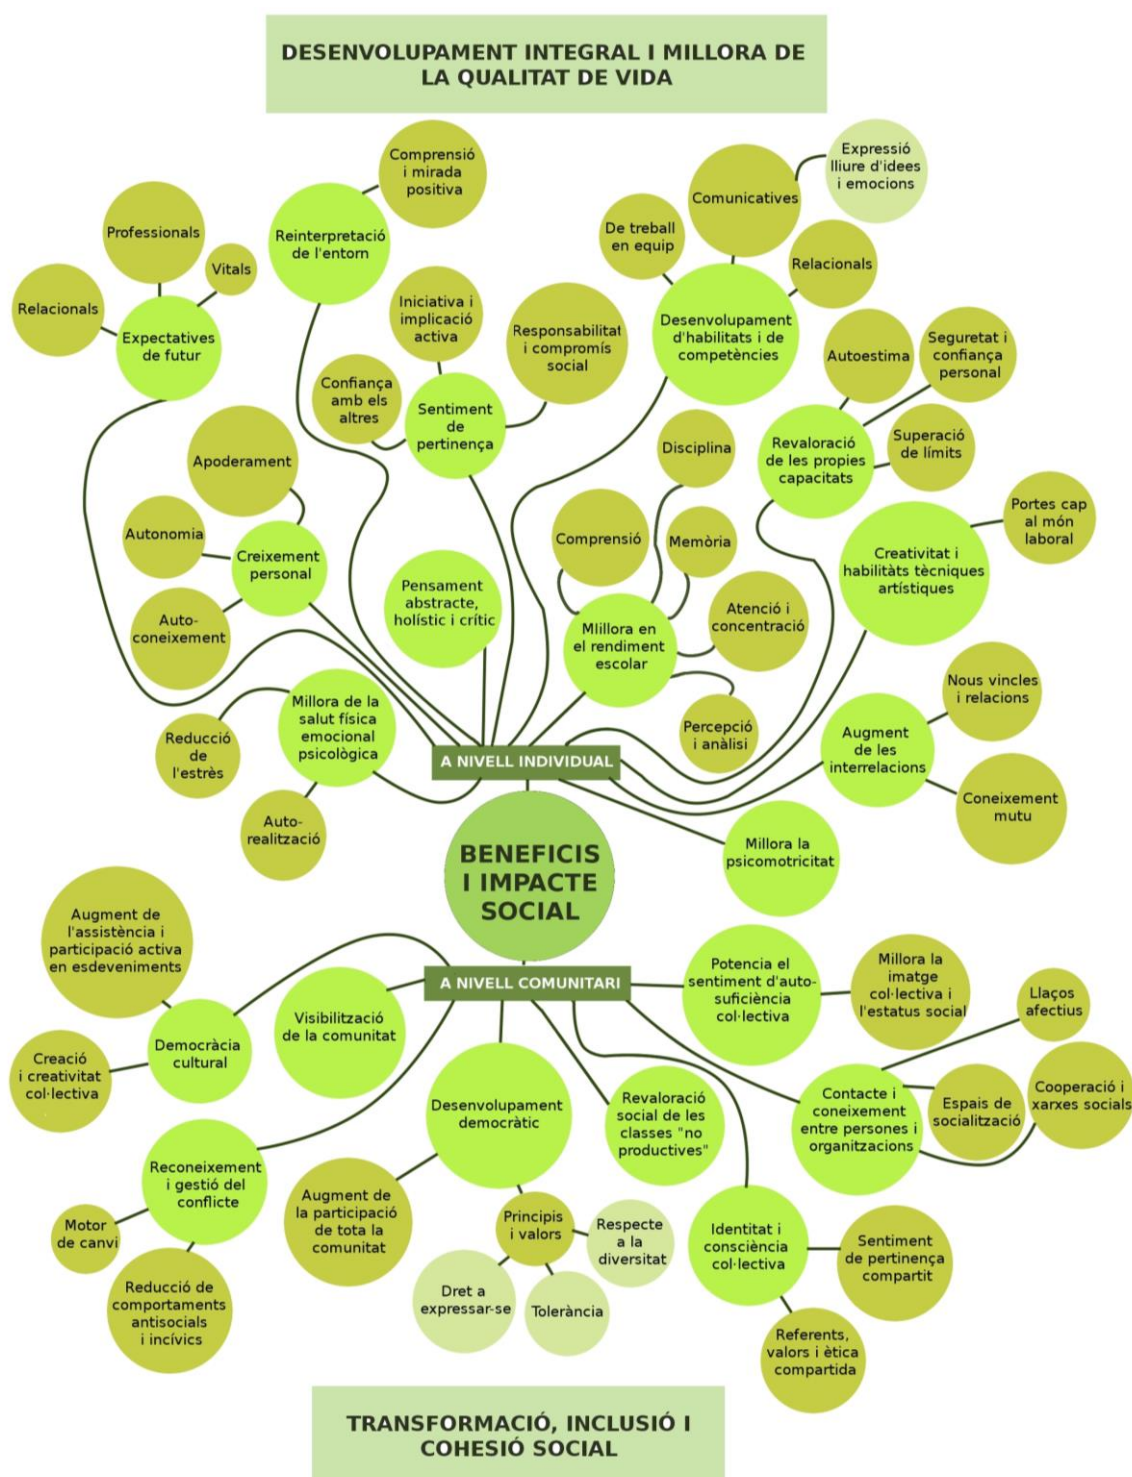 DESENVOLUPAMENT INTEGRAL I MILLORA DE
LA QUALITAT DE VIDA
Comprensió
i mirada
positiva
Reinterpretació
de l'entorn
Professionals
Vitals
Relacionals
Expectatives
de futur
Iniciativa i
implicació
activa
Responsabilitat
i compromís
social
Confiança
amb els
altres
Sentiment
de
pertinença
Expressió
lliure d'idees
i emocions
Comunicatives
De treball
en equip
Relacionals
Desenvolupament
d'habilitats i de
competències
Autoestima
Seguretat i
confiança
personal
Revaloració
de les propies
capacitats
Superació
de límits
Apoderament
Autonomia
Creixement
personal
Auto-
coneixement
Pensament
abstracte,
holístic i crític
Disciplina
Comprensió
Memòria
Atenció i
concentració
Mlillora en
el rendiment
escolar
Percepció
i anàlisi
Portes cap
al món
laboral
Creativitat i
habilitàts tècniques
artístiques
Nous vincles
i relacions
Augment
de les
interrelacions
Coneixement
mutu
Millora de la
salut física
emocional
psicològica
Reducció
de
l'estrès
Auto-
realització
A NIVELL INDIVIDUAL
Millora la
psicomotricitat
BENEFICIS
I IMPACTE
SOCIAL
A NIVELL COMUNITARI
Augment de
l'assistència i
participació activa
en esdeveniments
Creació
i creativitat
col·lectiva
Democràcia
cultural
Visibilització
de la comunitat
Potencia el
sentiment d'auto-
suficiència
col·lectiva
Millora la
imatge
col·lectiva i
l'estatus social
Llaços
afectius
Contacte i
coneixement
entre persones i
organitzacions
Espais de
socialització
Cooperació i
xarxes socials
Desenvolupament
democràtic
Revaloració
social de les
classes "no
productives"
Reconeixement
i gestió del
conflicte
Motor
de canvi
Reducció de
comportaments
antisocials
i incívics
Augment de
la participació
de tota la
comunitat
Principis
i valors
Respecte
a la
diversitat
Dret a
expressar-se
Tolerància
Identitat i
consciència
col·lectiva
Sentiment
de pertinença
compartit
Referents,
valors i ètica
compartida
TRANSFORMACIÓ, INCLUSIÓ I
COHESIÓ SOCIAL